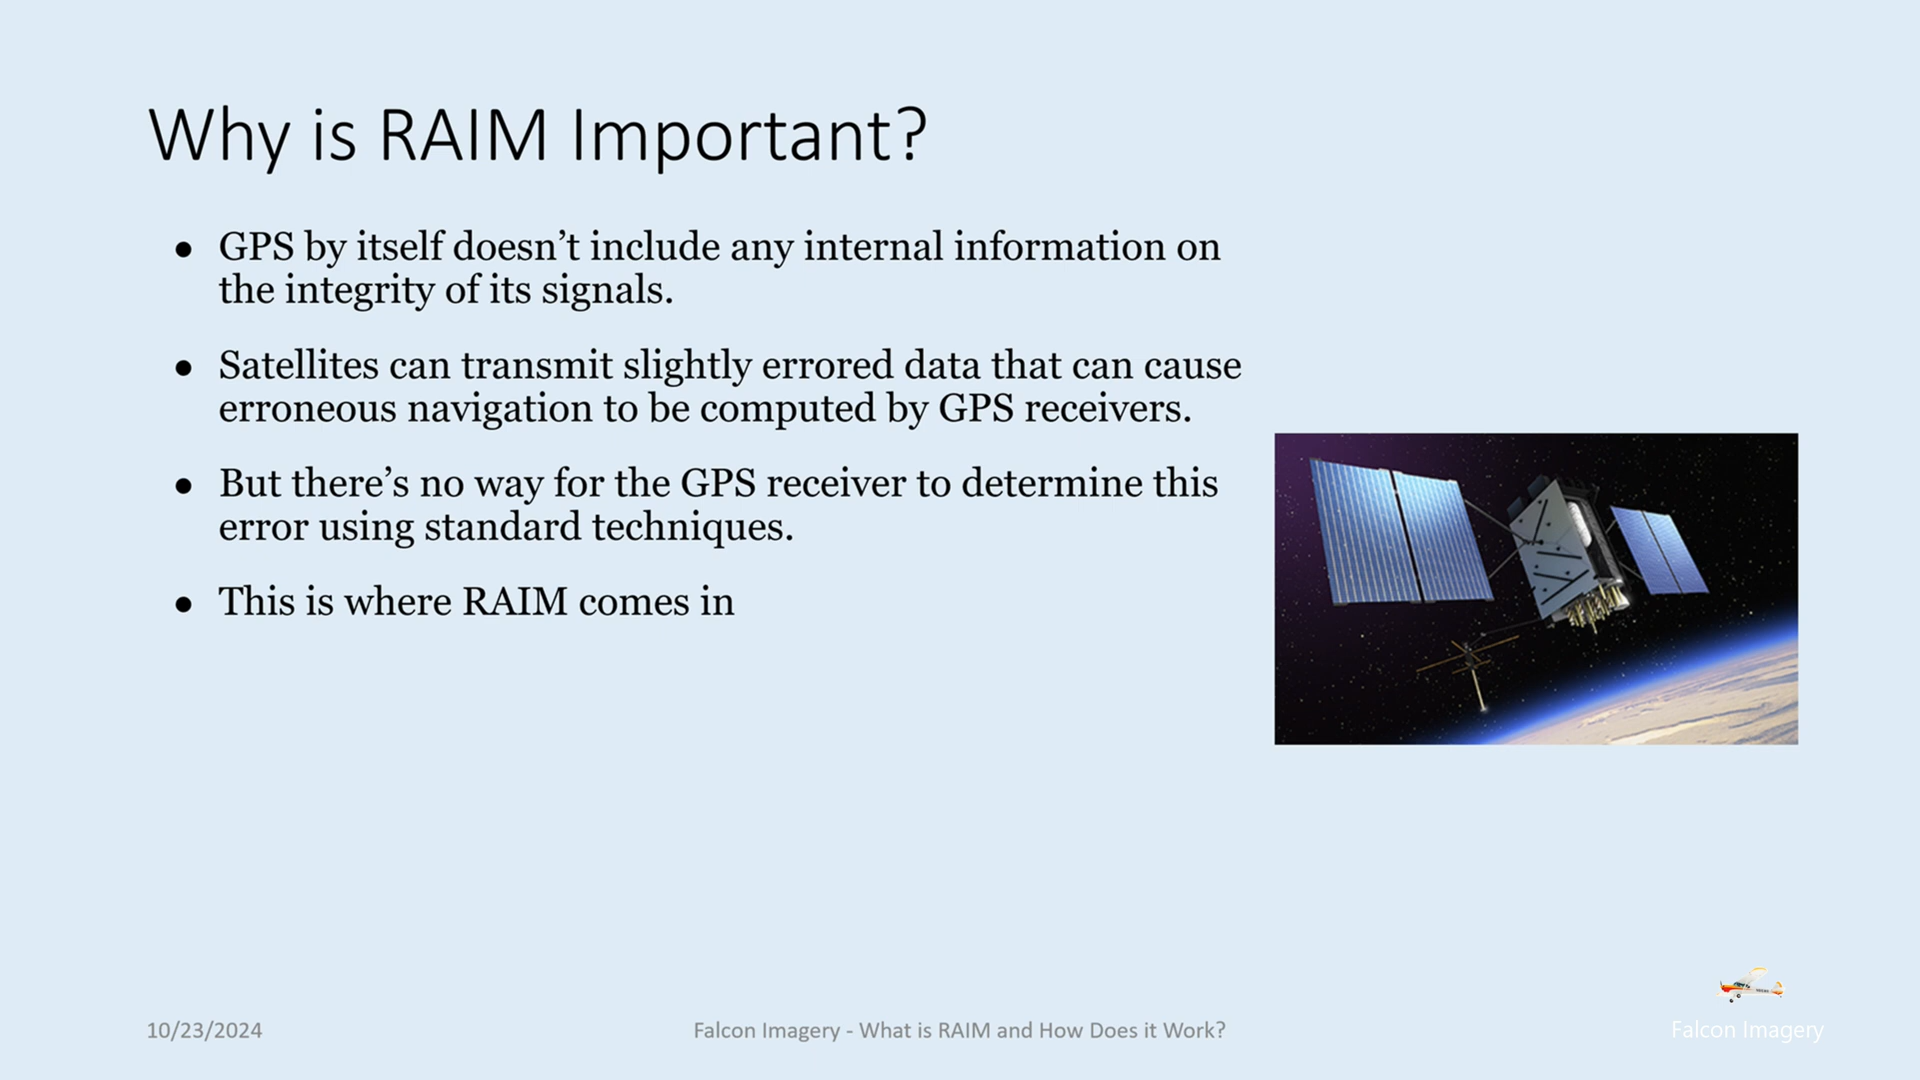 Why is RAIM Important?
● GPS by itself doesn’t include any internal information on
the integrity of its signals.
● Satellites can transmit slightly errored data that can cause
erroneous navigation to be computed by GPS receivers.
● But there’s no way for the GPS receiver to determine this
error using standard techniques.
● This is where RAIM comes in
10/23/2024
Falcon Imagery - What is RAIM and How Does it Work?
Falcon Imagery